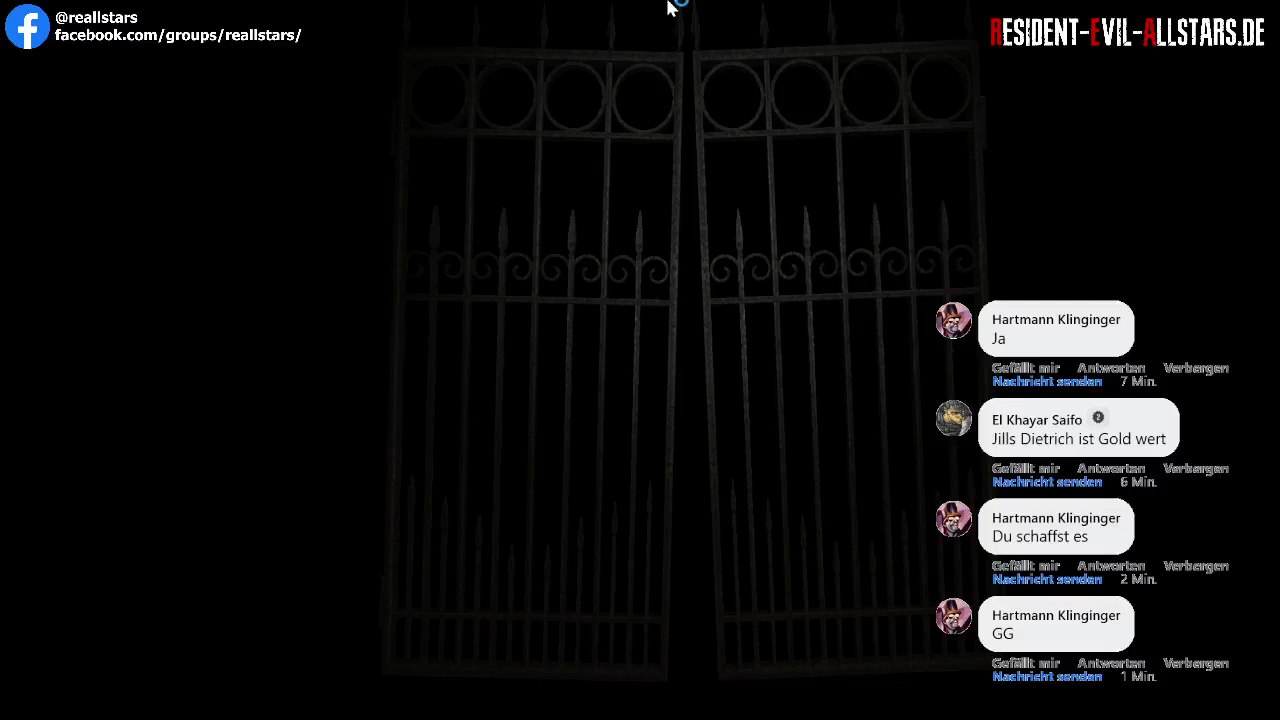 @reallstars
facebook.com/groups/reallstars/
RESIDENT-EVIL-ALLSTARS.DE
Hartmann Klinginger
Ja
Gefällt mir Antworten Verbergen
Nachricht senden 7 Min.
El Khayar Saifo
Jills Dietrich ist Gold wert
Gefällt mir Antworten Verbergen
Nachricht senden 6 Min.
Hartmann Klinginger
Du schaffst es
Gefällt mir Antworten Verbergen
Nachricht senden 2 Min.
Hartmann Klinginger
GG
Gefällt mir Antworten Verbergen
Nachricht senden 1 Min.